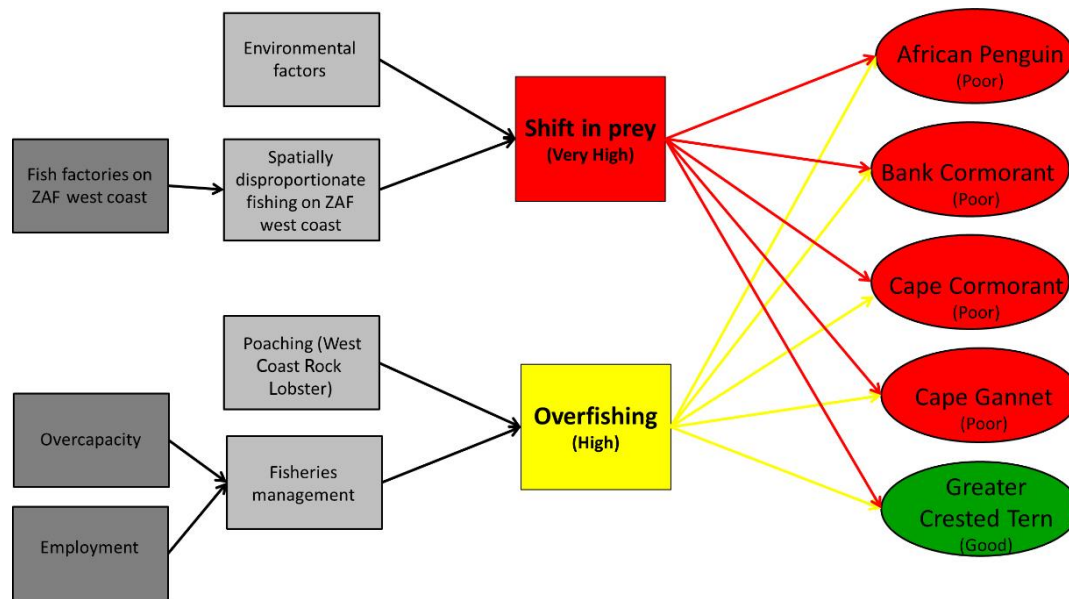 Environmental
factors
Fish factories on
ZAF west coast
Spatially
disproportionate
fishing on ZAF
west coast
Shift in prey
(Very High)
Poaching (West
Coast Rock
Lobster)
Overcapacity
Fisheries
management
Employment
Overfishing
(High)
African Penguin
(Poor)
Bank Cormorant
(Poor)
Cape Cormorant
(Poor)
Cape Gannet
(Poor)
Greater
Crested Tern
(Good)